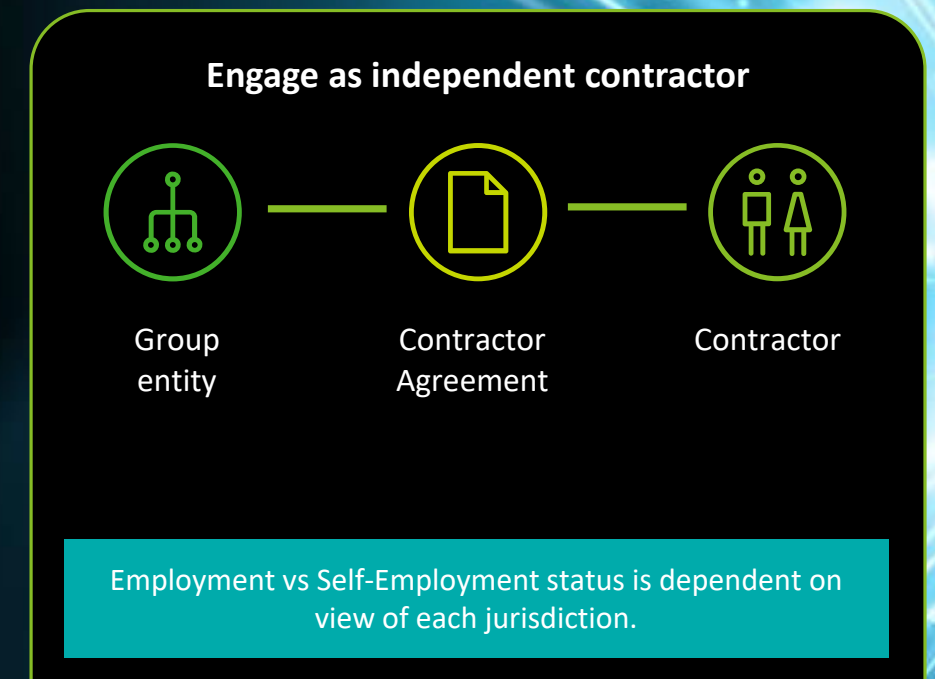 Engage as independent contractor
Group
entity
Contractor
Agreement
Contractor
Employment vs Self-Employment status is dependent on
view of each jurisdiction.